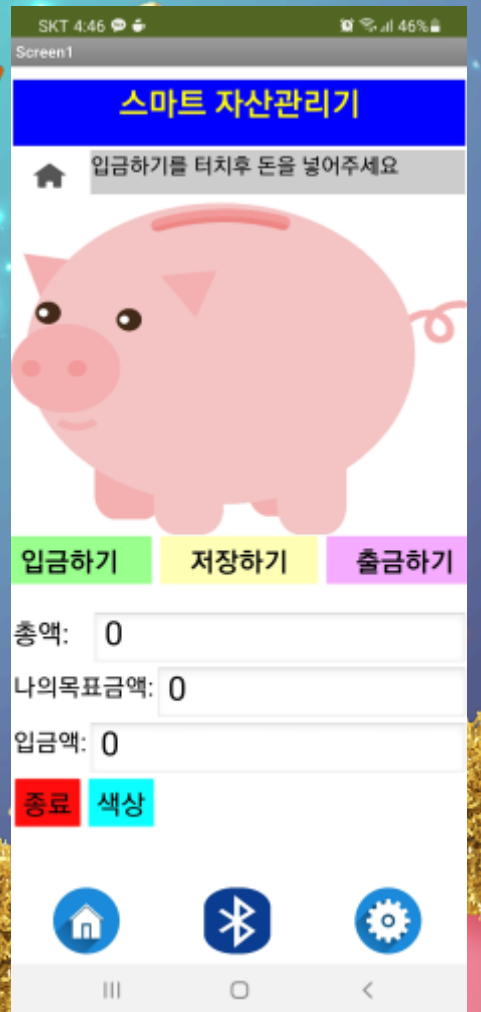 SKT 4:46 46%
Screen1
스마트 자산관리기
입금하기를 터치후 돈을 넣어주세요
입금하기 저장하기 출금하기
총액: 0
나의목표금액: 0
입금액: 0
종료 색상